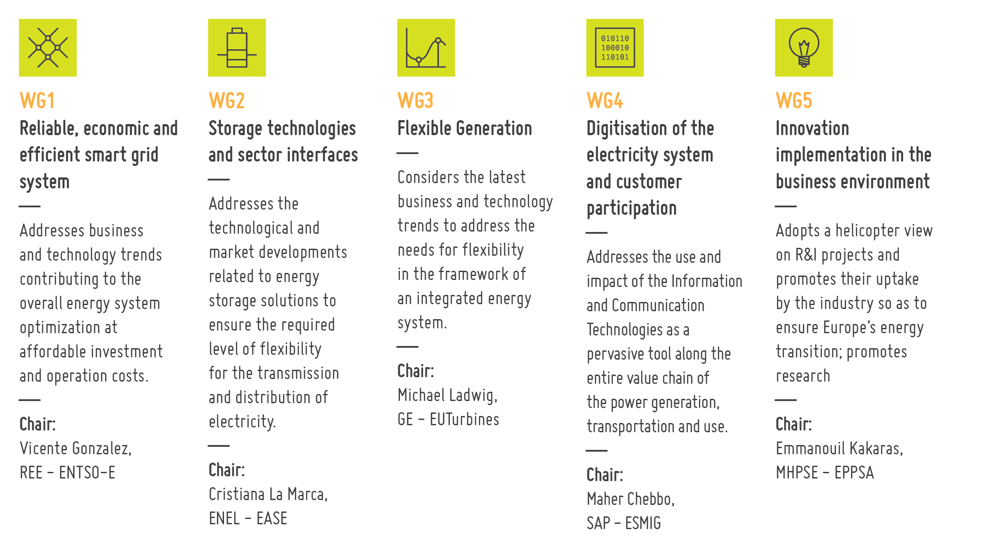 WG1
Reliable, economic and
efficient smart grid
system
Addresses business
and technology trends
contributing to the
overall energy system
optimization at
affordable investment
and operation costs.
Chair:
Vicente Gonzalez,
REE – ENTSO-E
WG2
Storage technologies
and sector interfaces
Addresses the
technological and
market developments
related to energy
storage solutions to
ensure the required
level of flexibility
for the transmission
and distribution of
electricity.
Chair:
Cristiana La Marca,
ENEL – EASE
WG3
Flexible Generation
Considers the latest
business and technology
trends to address the
needs for flexibility
in the framework of
an integrated energy
system.
Chair:
Michael Ladwig,
GE – EUTurbines
010110
100010
110101
WG4
Digitisation of the
electricity system
and customer
participation
Addresses the use and
impact of the Information
and Communication
Technologies as a
pervasive tool along the
entire value chain of
the power generation,
transportation and use.
Chair:
Maher Chebbo,
SAP – ESMIG
WG5
Innovation
implementation in the
business environment
Adopts a helicopter view
on R&I projects and
promotes their uptake
by the industry so as to
ensure Europe’s energy
transition; promotes
research
Chair:
Emmanouil Kakaras,
MHPSE – EPPSA